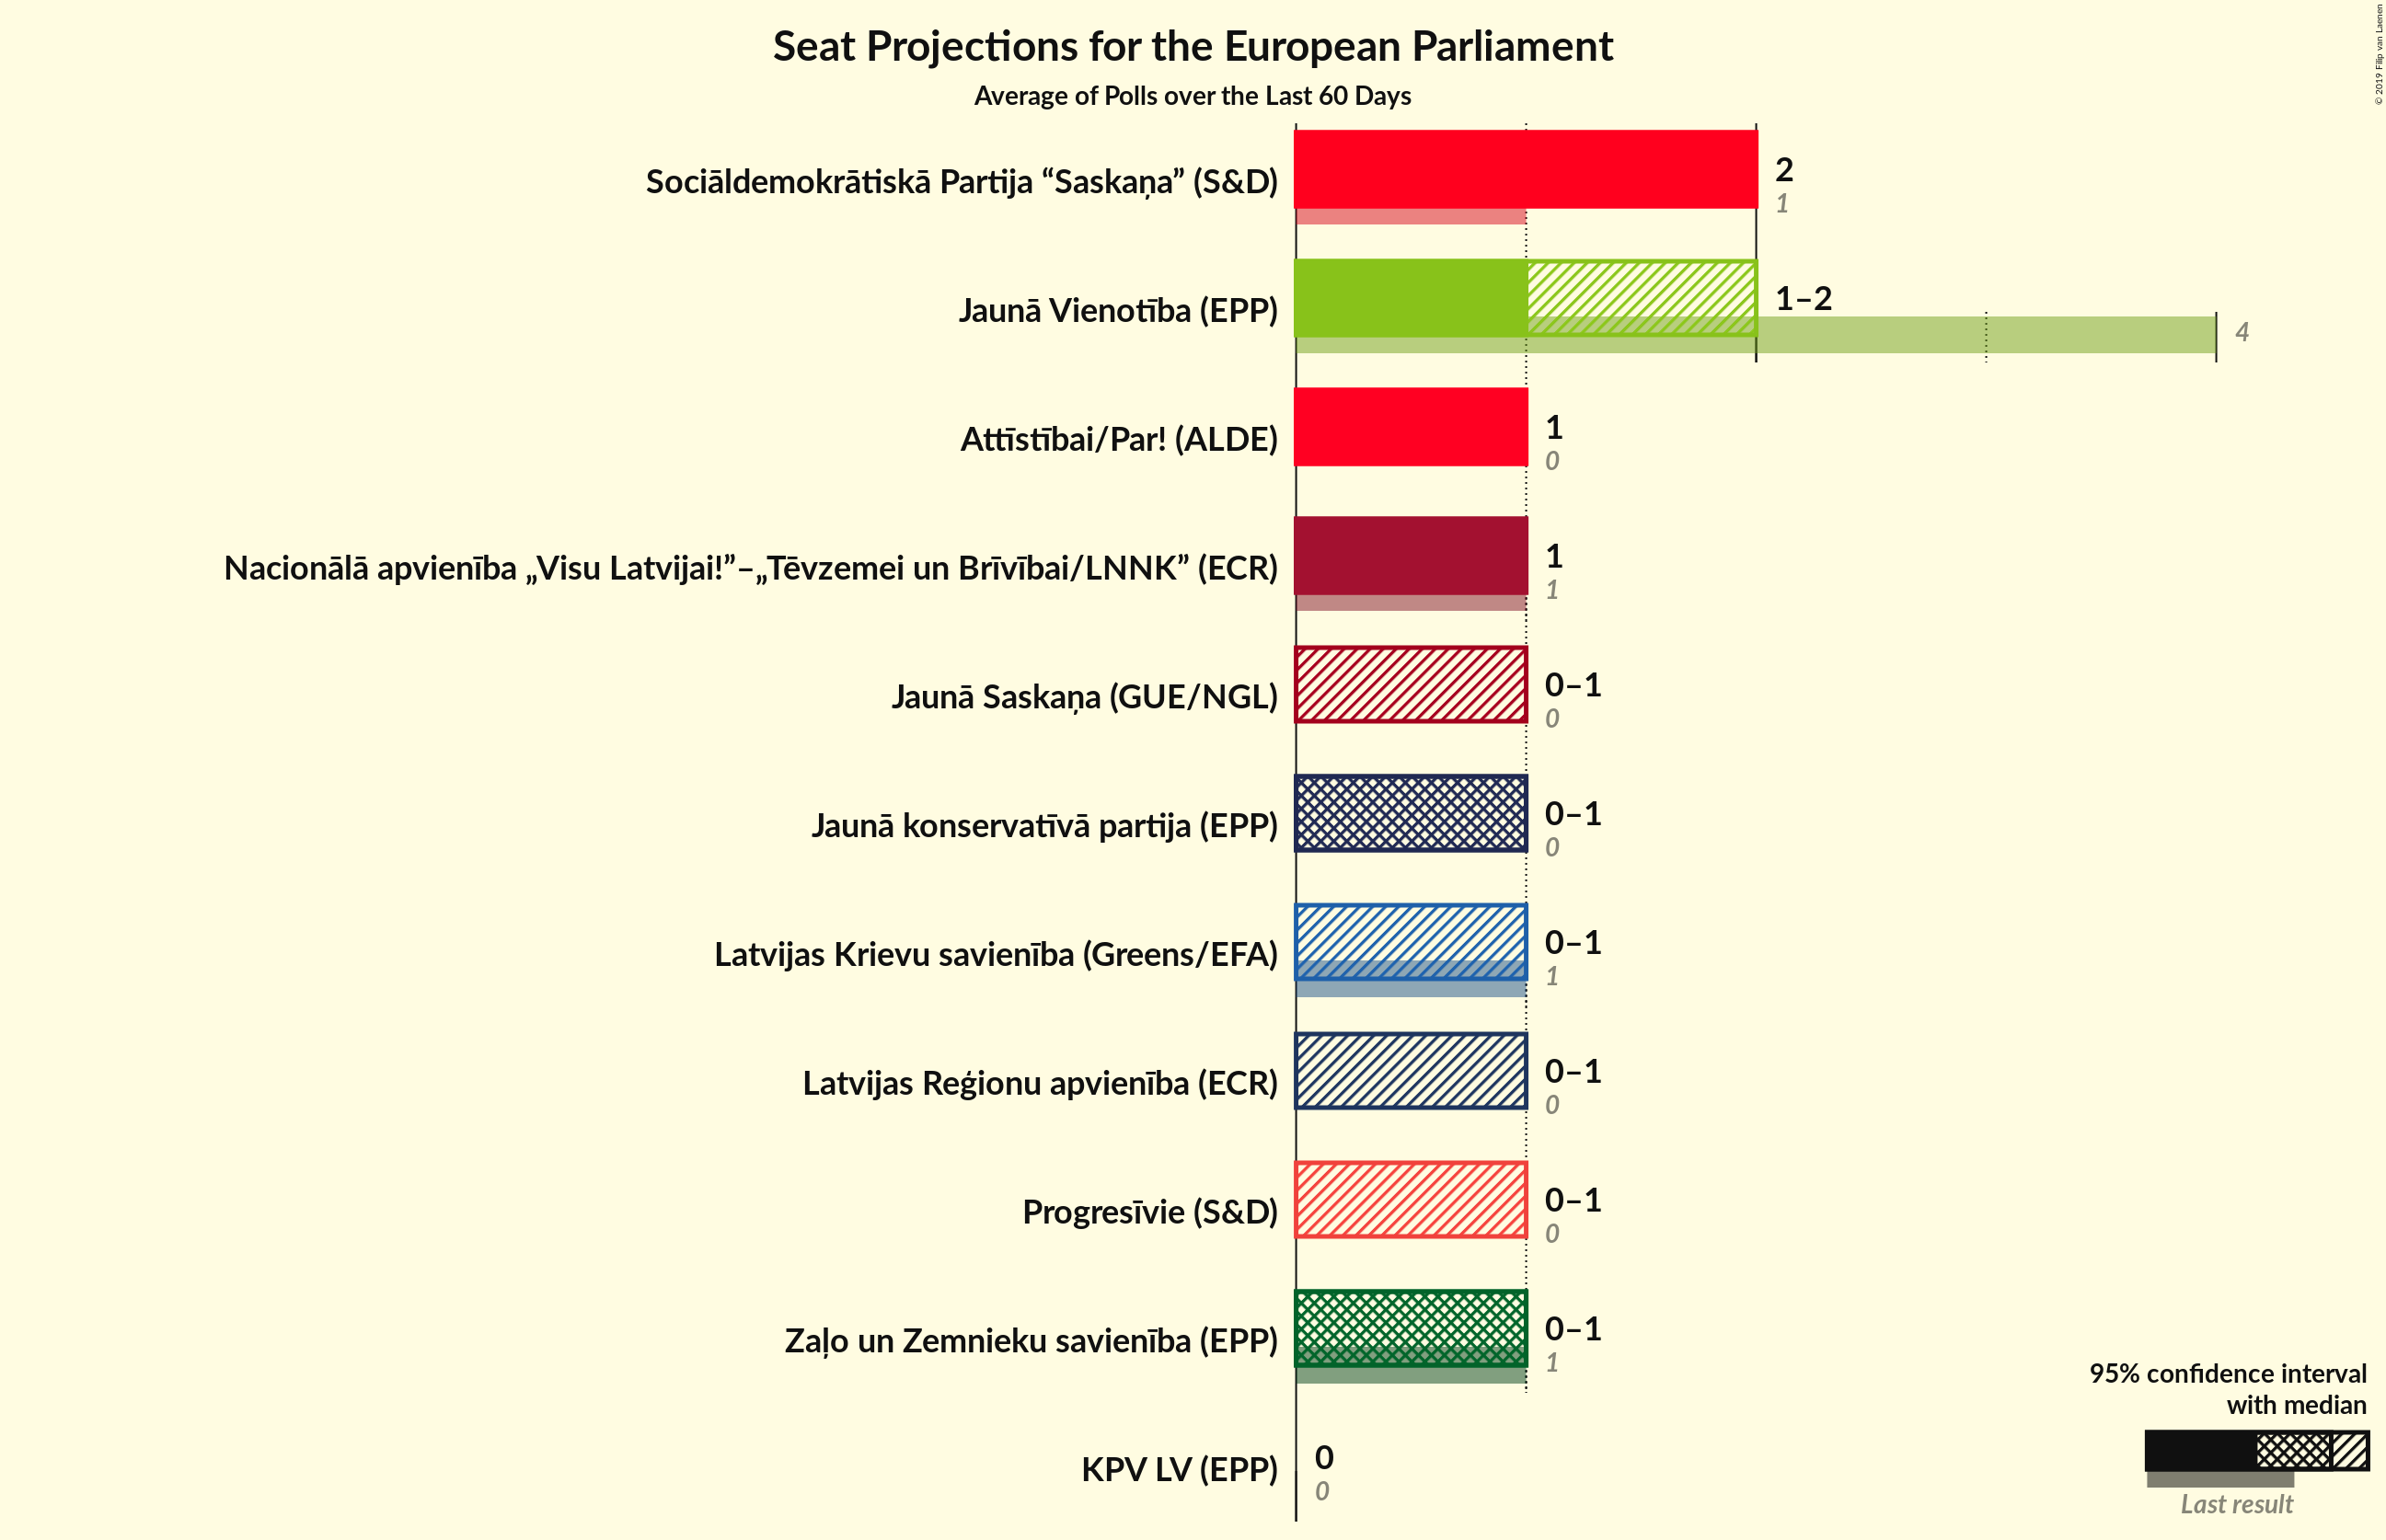 Seat Projections for the European Parliament
Average of Polls over the Last 60 Days
© 2019 Filip van Laenen
Sociāldemokrātiskā Partija “Saskaņa” (S&D)
2
1
Jaunā Vienotība (EPP)
1–2
4
Attīstībai/Par! (ALDE)
1
0
Nacionālā apvienība „Visu Latvijai!”–„Tēvzemei un Brīvībai/LNNK” (ECR)
1
1
Jaunā Saskaņa (GUE/NGL)
0–1
0
Jaunā konservatīvā partija (EPP)
0–1
0
Latvijas Krievu savienība (Greens/EFA)
0–1
1
Latvijas Reģionu apvienība (ECR)
0–1
0
Progresīvie (S&D)
0–1
0
Zaļo un Zemnieku savienība (EPP)
0–1
1
KPV LV (EPP)
0
0
95% confidence interval
with median
Last result